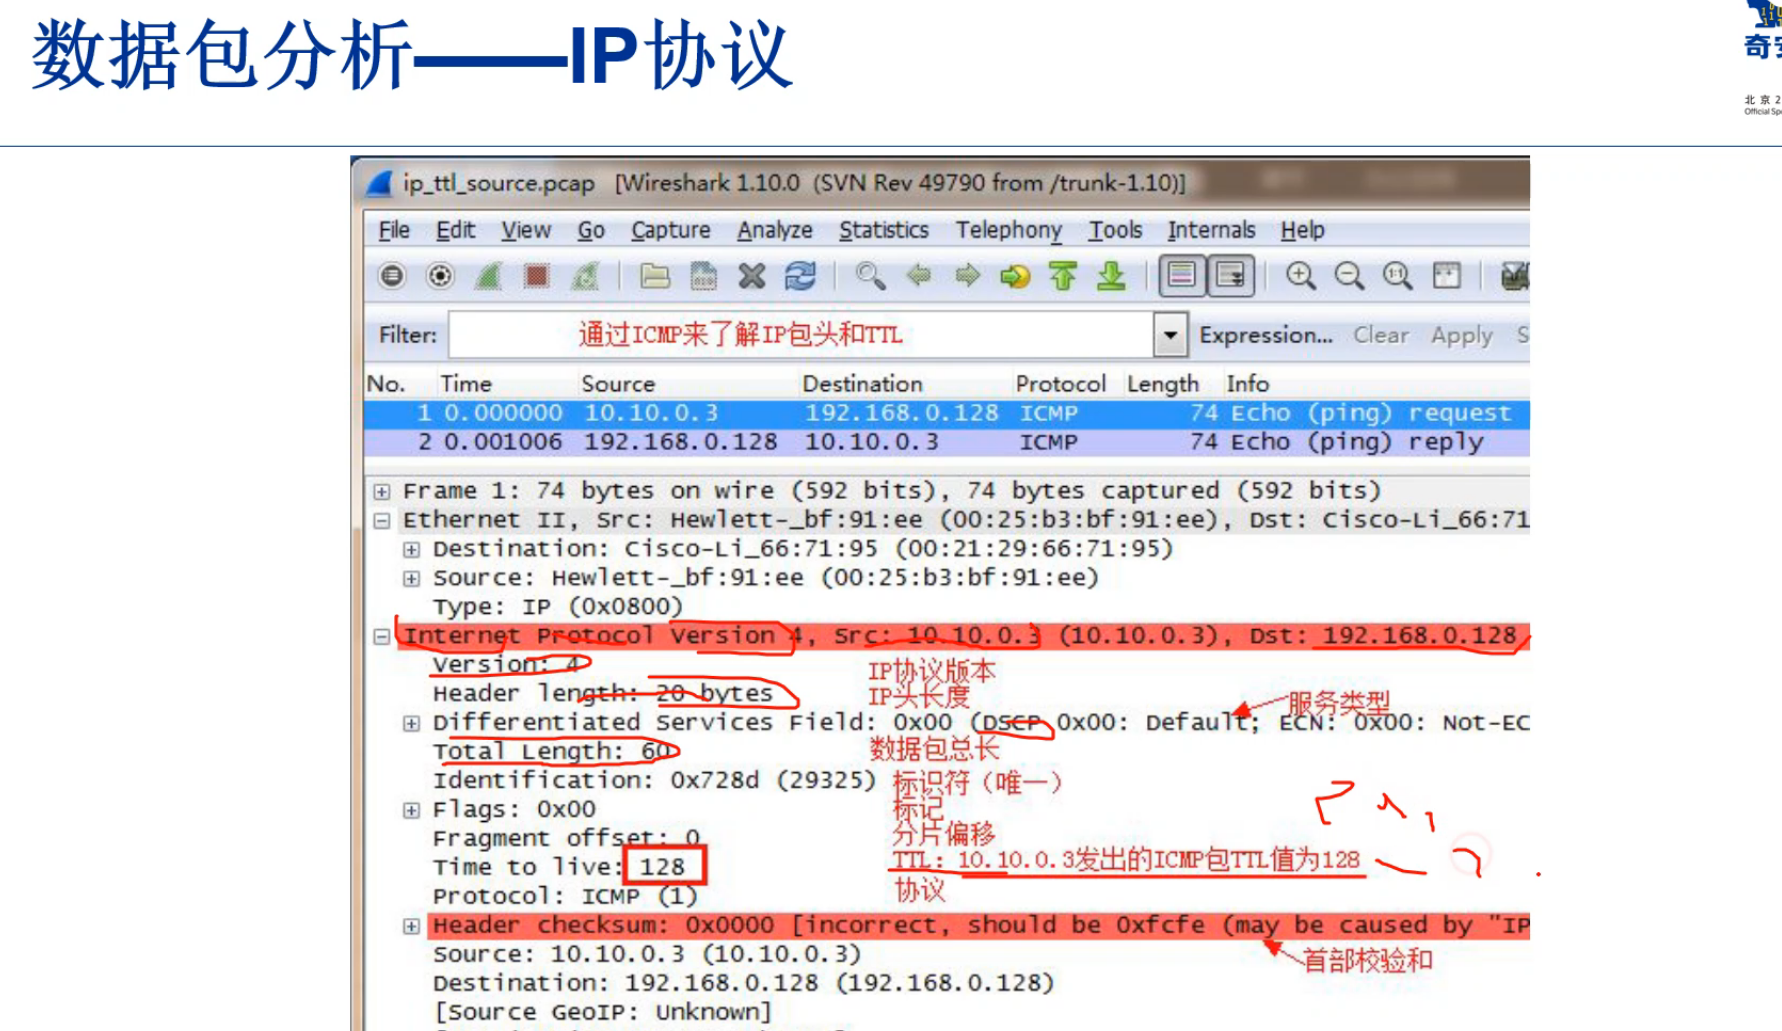 数据包分析——IP协议
奇安
北京2
Official Sp
ip_ttl_source.pcap [Wireshark 1.10.0 (SVN Rev 49790 from /trunk-1.10)]
File Edit View Go Capture Analyze Statistics Telephony Tools Internals Help
Filter: 通过ICMP来了解IP包头和TTL Expression... Clear Apply S
No. Time Source Destination Protocol Length Info
1 0.000000 10.10.0.3 192.168.0.128 ICMP 74 Echo (ping) request
2 0.001006 192.168.0.128 10.10.0.3 ICMP 74 Echo (ping) reply
Frame 1: 74 bytes on wire (592 bits), 74 bytes captured (592 bits)
Ethernet II, Src: Hewlett-_bf:91:ee (00:25:b3:bf:91:ee), Dst: Cisco-Li_66:71
Destination: Cisco-Li_66:71:95 (00:21:29:66:71:95)
Source: Hewlett-_bf:91:ee (00:25:b3:bf:91:ee)
Type: IP (0x0800)
Internet Protocol Version 4, Src: 10.10.0.3 (10.10.0.3), Dst: 192.168.0.128
Version: 4 IP协议版本
Header length: 20 bytes IP头长度
服务类型
Differentiated Services Field: 0x00 (DSCP 0x00: Default; ECN: 0x00: Not-EC
Total Length: 60 数据包总长
Identification: 0x728d (29325) 标识符（唯一）
Flags: 0x00 标记
Fragment offset: 0 分片偏移
Time to live: 128 TTL: 10.10.0.3发出的ICMP包TTL值为128
Protocol: ICMP (1) 协议
Header checksum: 0x0000 [incorrect, should be 0xfcfe (may be caused by "IP
首部校验和
Source: 10.10.0.3 (10.10.0.3)
Destination: 192.168.0.128 (192.168.0.128)
[Source GeoIP: Unknown]